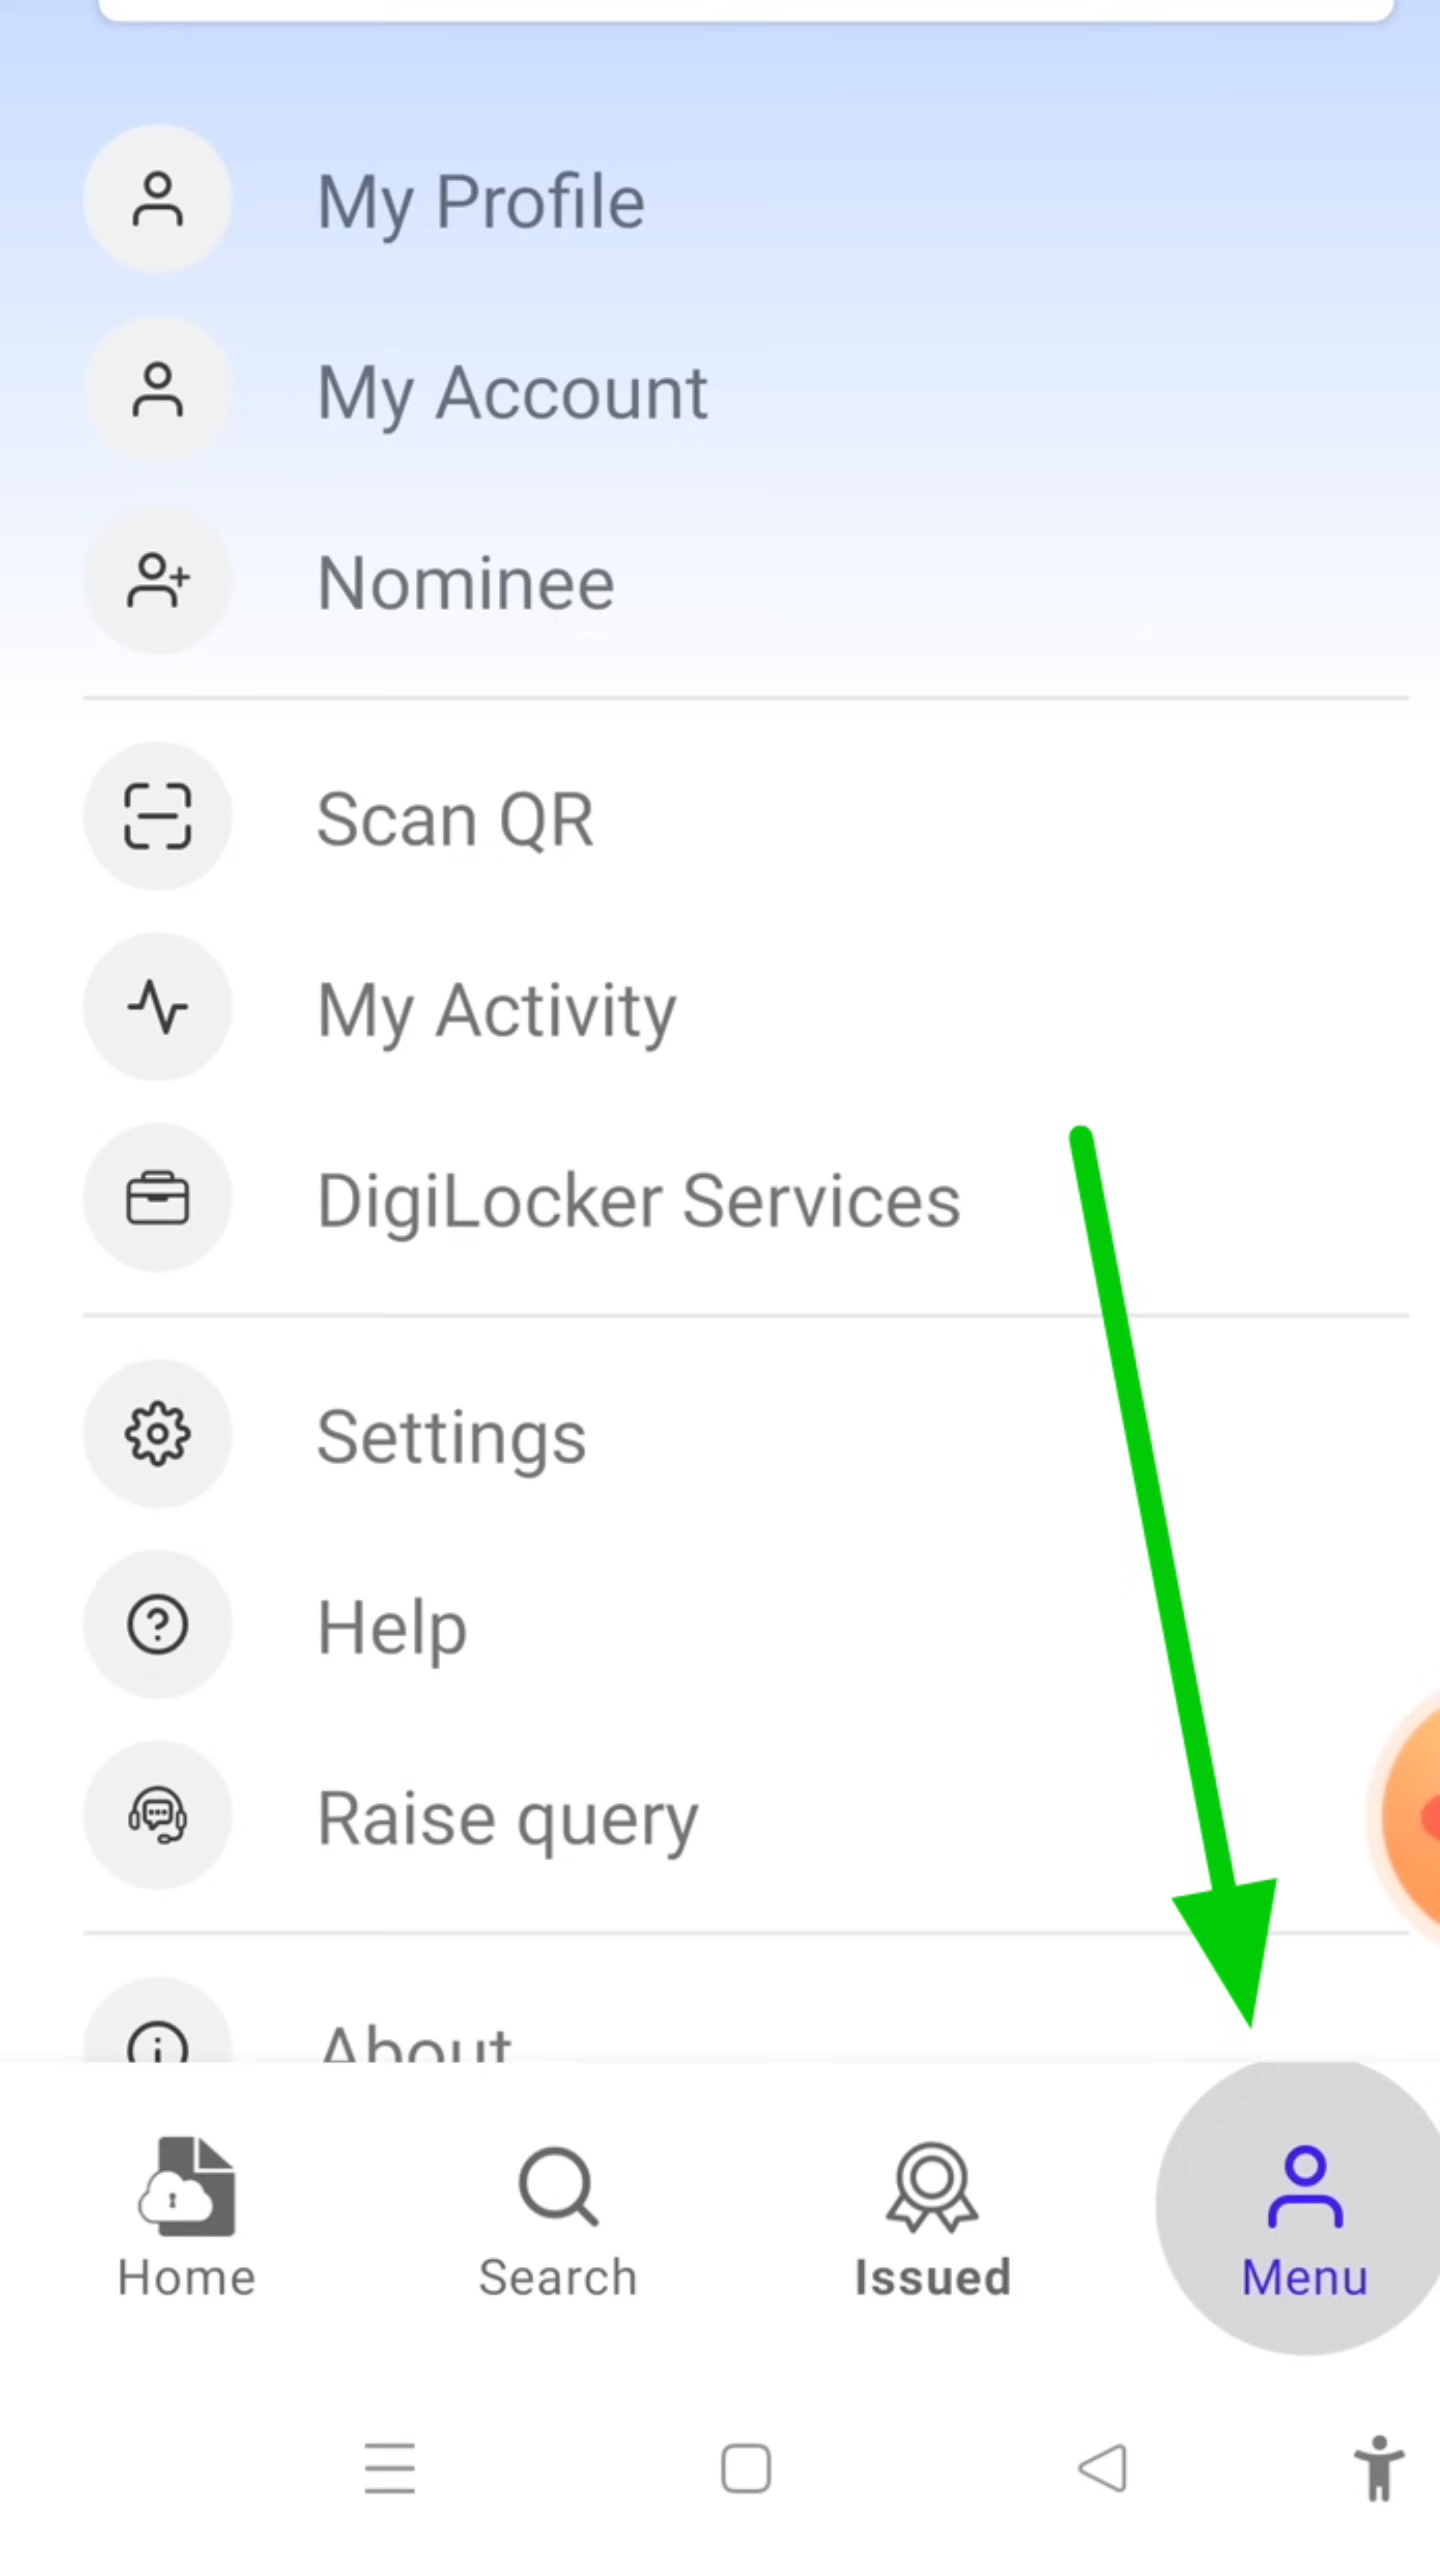 My Profile
My Account
Nominee
Scan QR
My Activity
DigiLocker Services
Settings
Help
Raise query
About
Home
Search
Issued
Menu